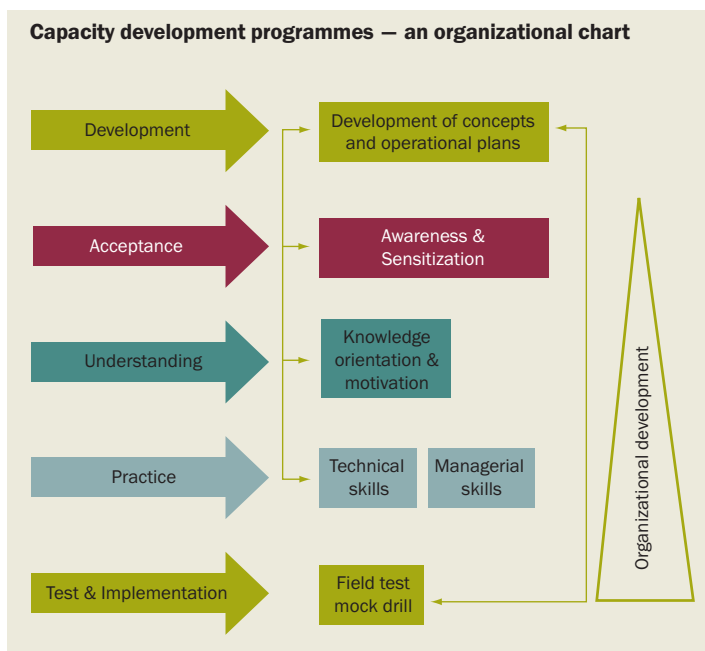 Capacity development programmes — an organizational chart
Development
Development of concepts
and operational plans
Acceptance
Awareness &
Sensitization
Understanding
Knowledge
orientation &
motivation
Practice
Technical
skills
Managerial
skills
Test & Implementation
Field test
mock drill
Organizational development